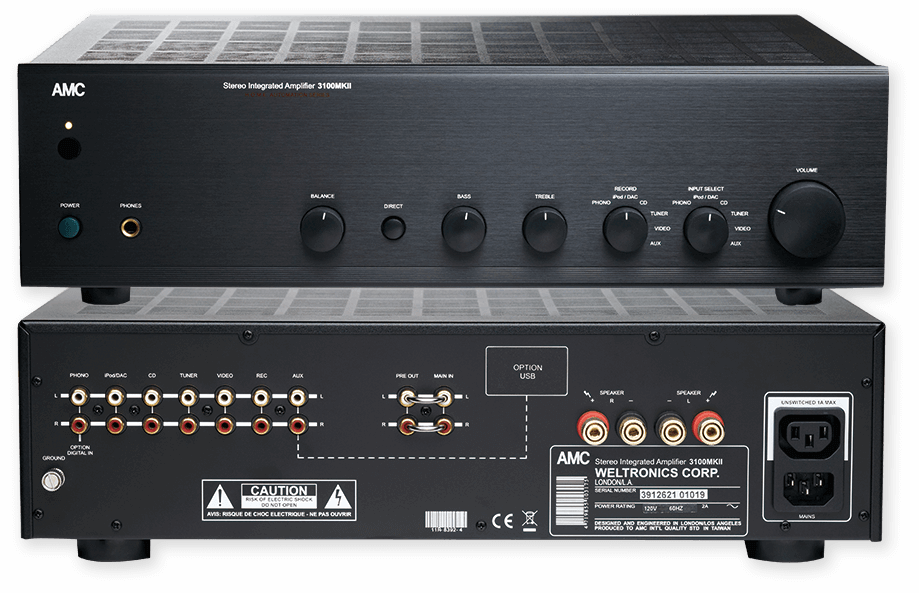 AMC
Stereo Integrated Amplifier 3100MKII
VOLUME
RECORD
INPUT SELECT
iPod / DAC
iPod / DAC
POWER
PHONES
BALANCE
DIRECT
BASS
TREBLE
PHONO
CD
PHONO
CD
TUNER
TUNER
VIDEO
VIDEO
AUX
AUX
OPTION
USB
PHONO
iPod/DAC
CD
TUNER
VIDEO
REC
AUX
PRE OUT
MAIN IN
L
L
L
L
R
R
R
R
SPEAKER
SPEAKER
+ R − − L +
UNSWITCHED 1A MAX
OPTION
DIGITAL IN
GROUND
CAUTION
RISK OF ELECTRIC SHOCK
DO NOT OPEN
AVIS: RISQUE DE CHOC ELECTRIQUE - NE PAS OUVRIR
11R 8392-4
CE
AMC Stereo Integrated Amplifier 3100MKII
WELTRONICS CORP.
LONDON/L.A.
SERIAL NUMBER 3912621 01019
POWER RATING 120V 60HZ 2A
DESIGNED AND ENGINEERED IN LONDON/LOS ANGELES
PRODUCED TO AMC INT'L QUALITY STD IN TAIWAN
MAINS